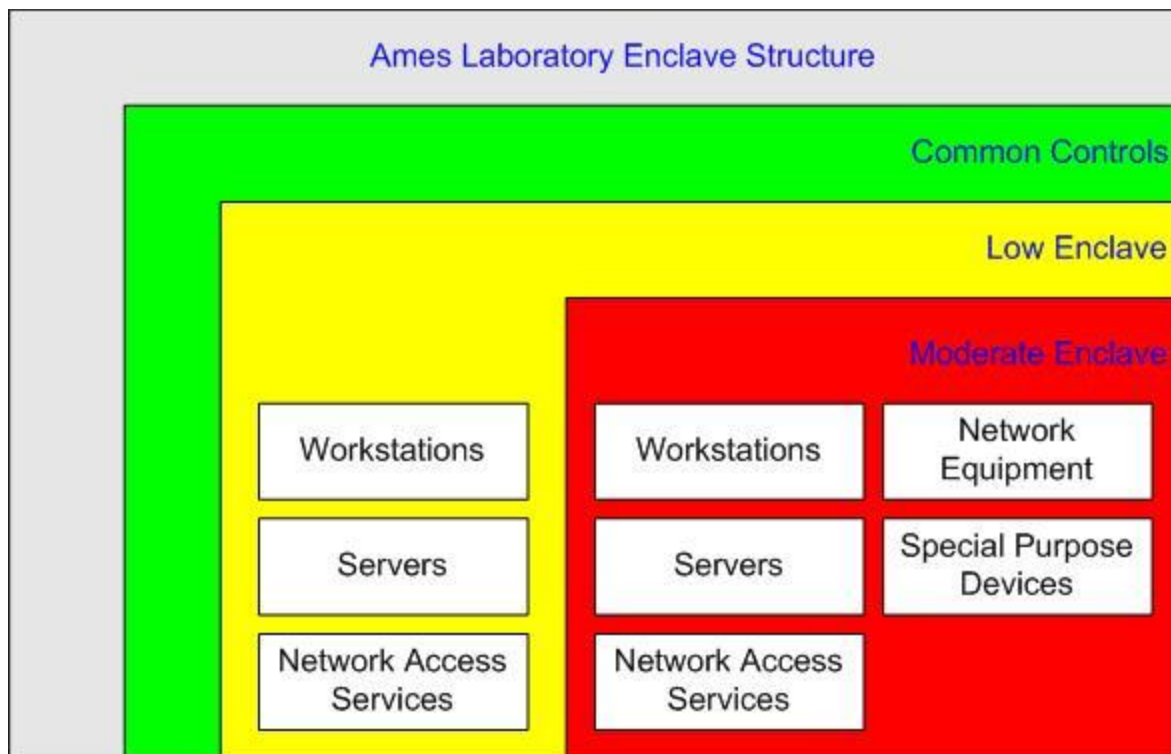 Ames Laboratory Enclave Structure
Common Controls
Low Enclave
Moderate Enclave
Workstations
Servers
Network Access
Services
Workstations
Servers
Network Access
Services
Network
Equipment
Special Purpose
Devices